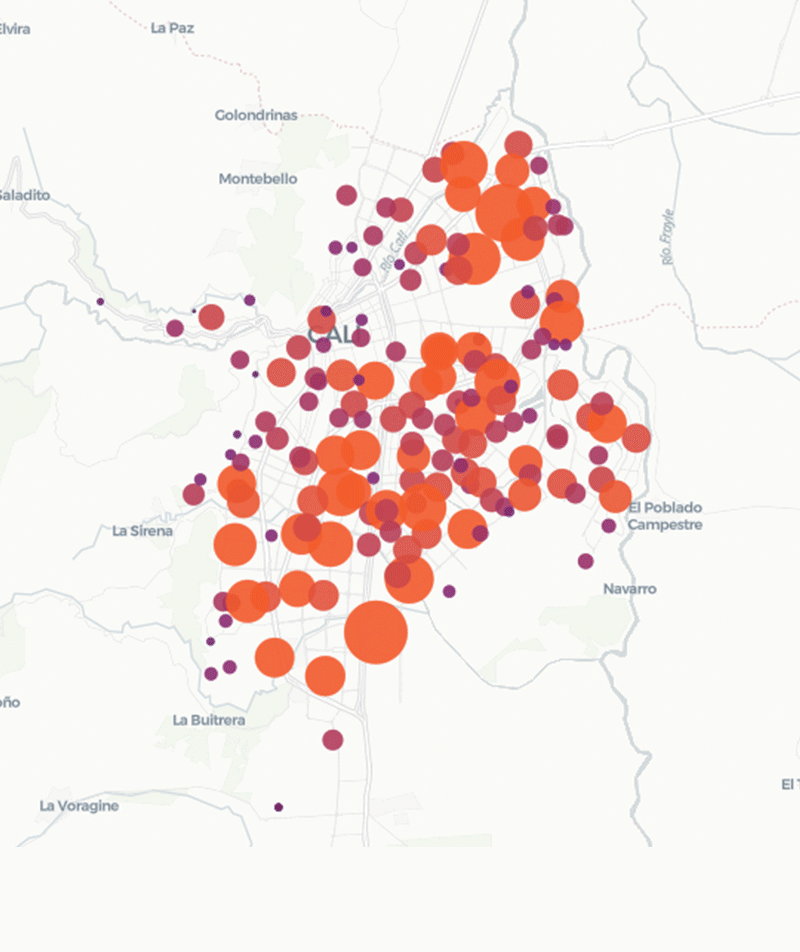 Elvira
La Paz
Golondrinas
Montebello
Saladito
Río Cali
Río Frayle
CALI
La Sirena
El Poblado
Campestre
Navarro
oño
La Buitrera
La Voragine
El T